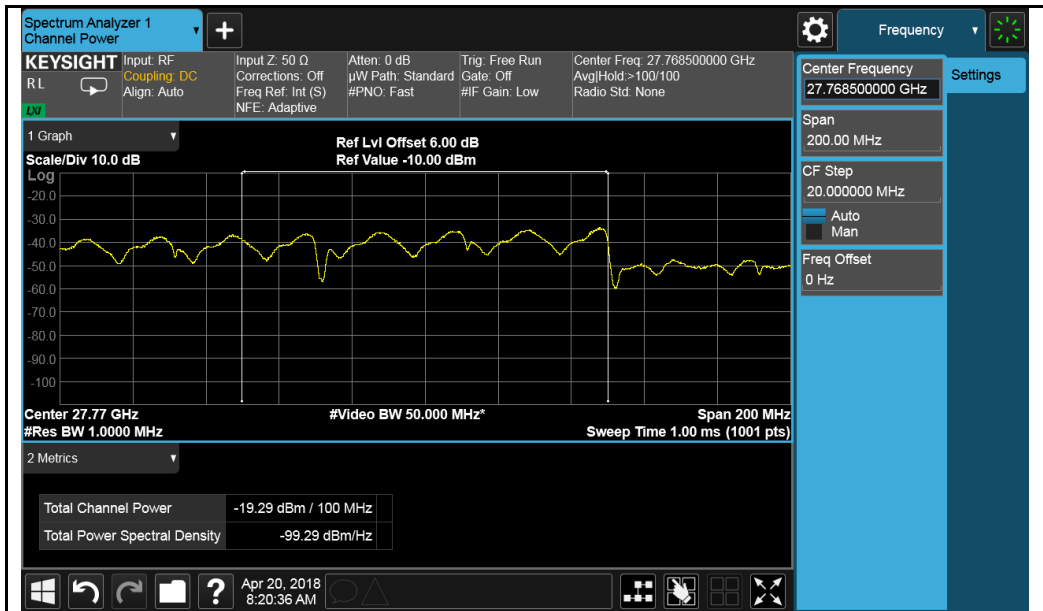 Spectrum Analyzer 1
Channel Power
+
Frequency
KEYSIGHT
RL
LXI
Input: RF
Coupling: DC
Align: Auto
Input Z: 50 Ω
Corrections: Off
Freq Ref: Int (S)
NFE: Adaptive
Atten: 0 dB
µW Path: Standard
#PNO: Fast
Trig: Free Run
Gate: Off
#IF Gain: Low
Center Freq: 27.768500000 GHz
Avg|Hold:>100/100
Radio Std: None
Center Frequency
27.768500000 GHz
Settings
Span
200.00 MHz
CF Step
20.000000 MHz
Auto
Man
Freq Offset
0 Hz
1 Graph
Scale/Div 10.0 dB
Ref Lvl Offset 6.00 dB
Ref Value -10.00 dBm
Log
-20.0
-30.0
-40.0
-50.0
-60.0
-70.0
-80.0
-90.0
-100
Center 27.77 GHz
#Video BW 50.000 MHz*
Span 200 MHz
#Res BW 1.0000 MHz
Sweep Time 1.00 ms (1001 pts)
2 Metrics
Total Channel Power -19.29 dBm / 100 MHz
Total Power Spectral Density -99.29 dBm/Hz
?
Apr 20, 2018
8:20:36 AM